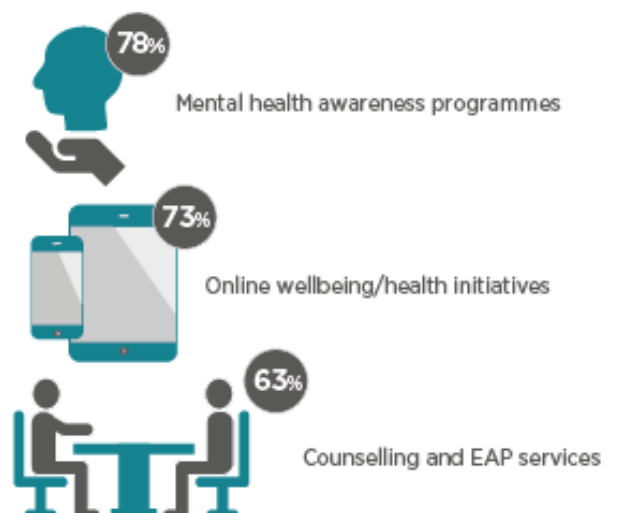 78%
Mental health awareness programmes
73%
Online wellbeing/health initiatives
63%
Counselling and EAP services